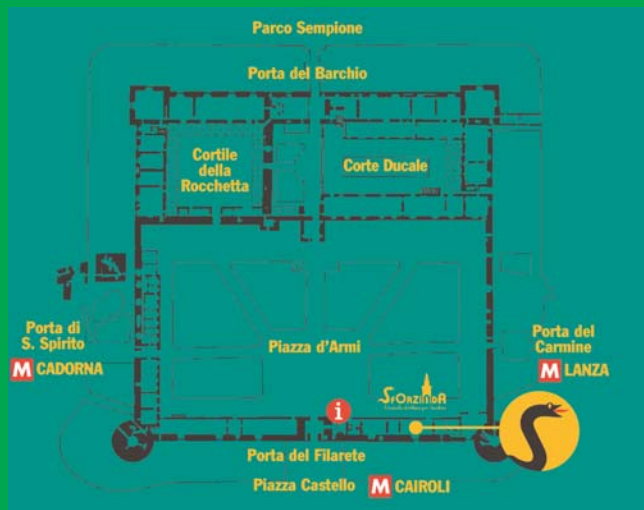 Parco Sempione
Porta del Barchio
Cortile
della
Rocchetta
Corte Ducale
Porta di
S. Spirito
M CADORNA
Piazza d'Armi
Porta del
Carmine
M LANZA
SFORZINDA
i
Porta del Filarete
Piazza Castello M CAIROLI